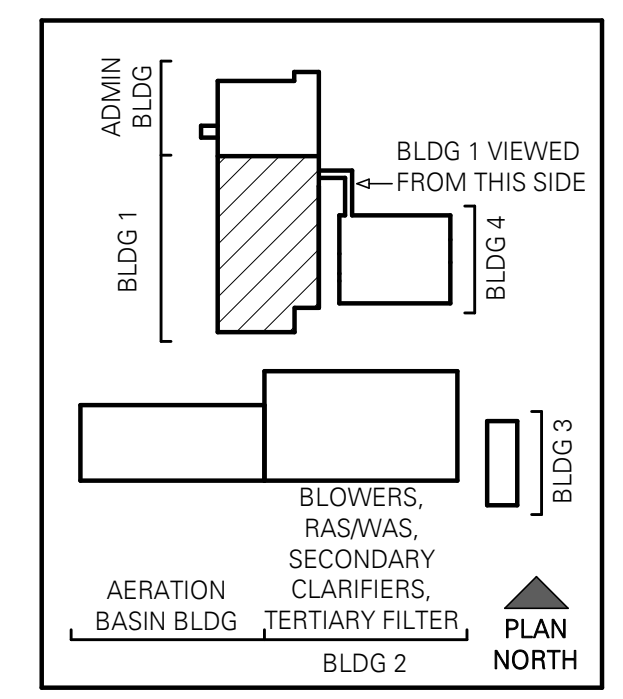 ADMIN
BLDG
BLDG 1
BLDG 1 VIEWED
FROM THIS SIDE
BLDG 4
BLDG 3
BLOWERS,
RAS/WAS,
SECONDARY
CLARIFIERS,
TERTIARY FILTER
AERATION
BASIN BLDG
BLDG 2
PLAN
NORTH